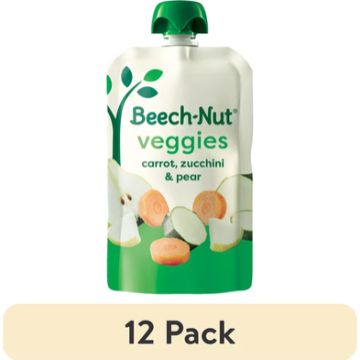 Beech-Nut®
veggies
carrot, zucchini
& pear
12 Pack